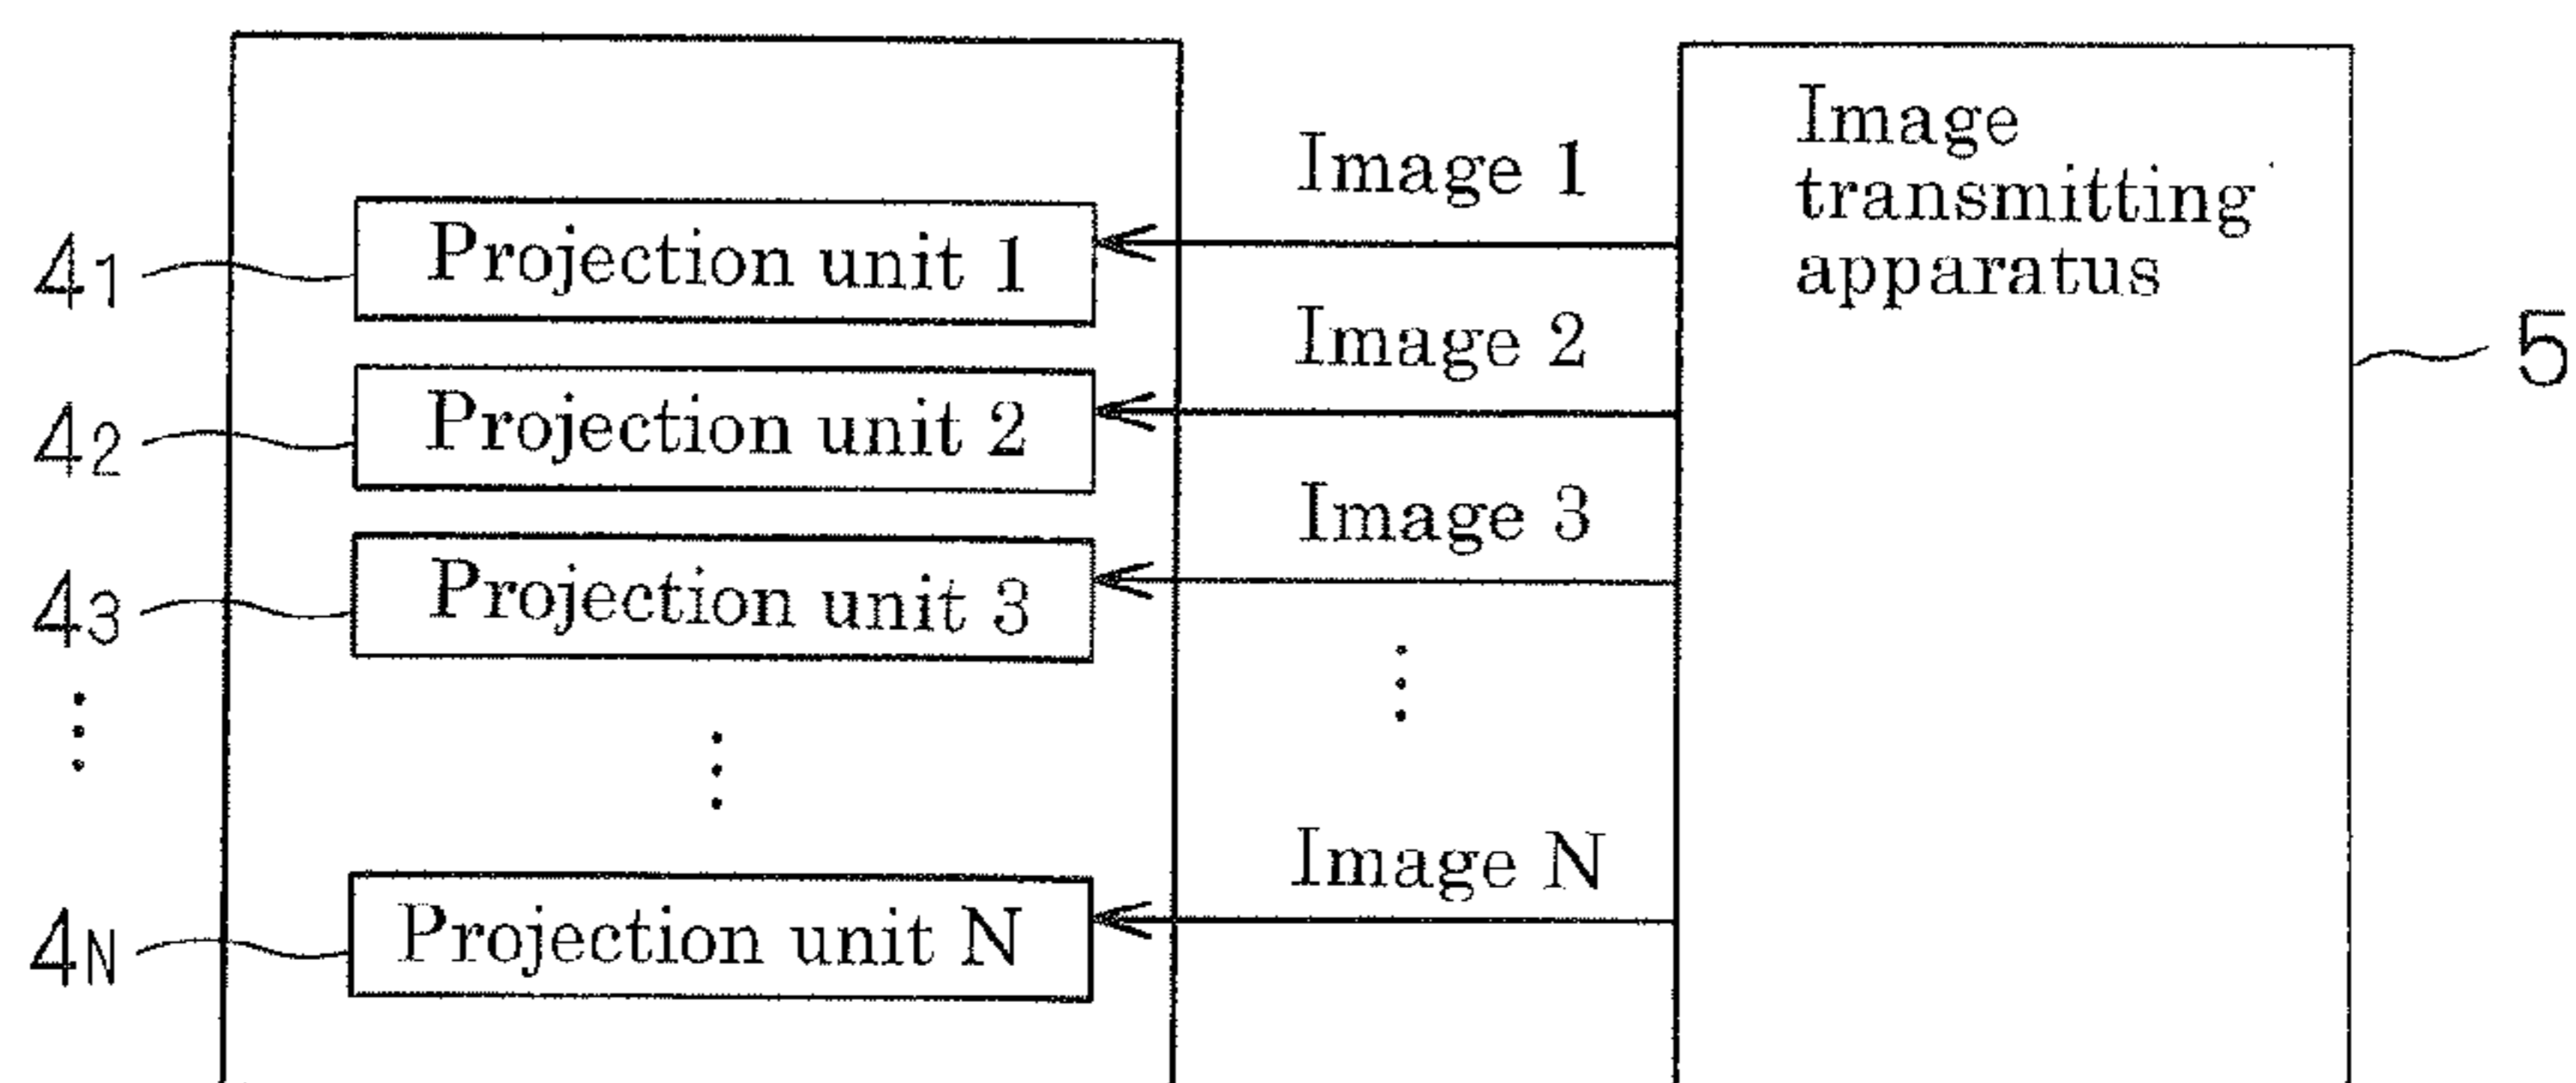 Image
transmitting
apparatus
Image 1
4₁ Projection unit 1
Image 2
5
4₂ Projection unit 2
Image 3
4₃ Projection unit 3
Image N
4N Projection unit N